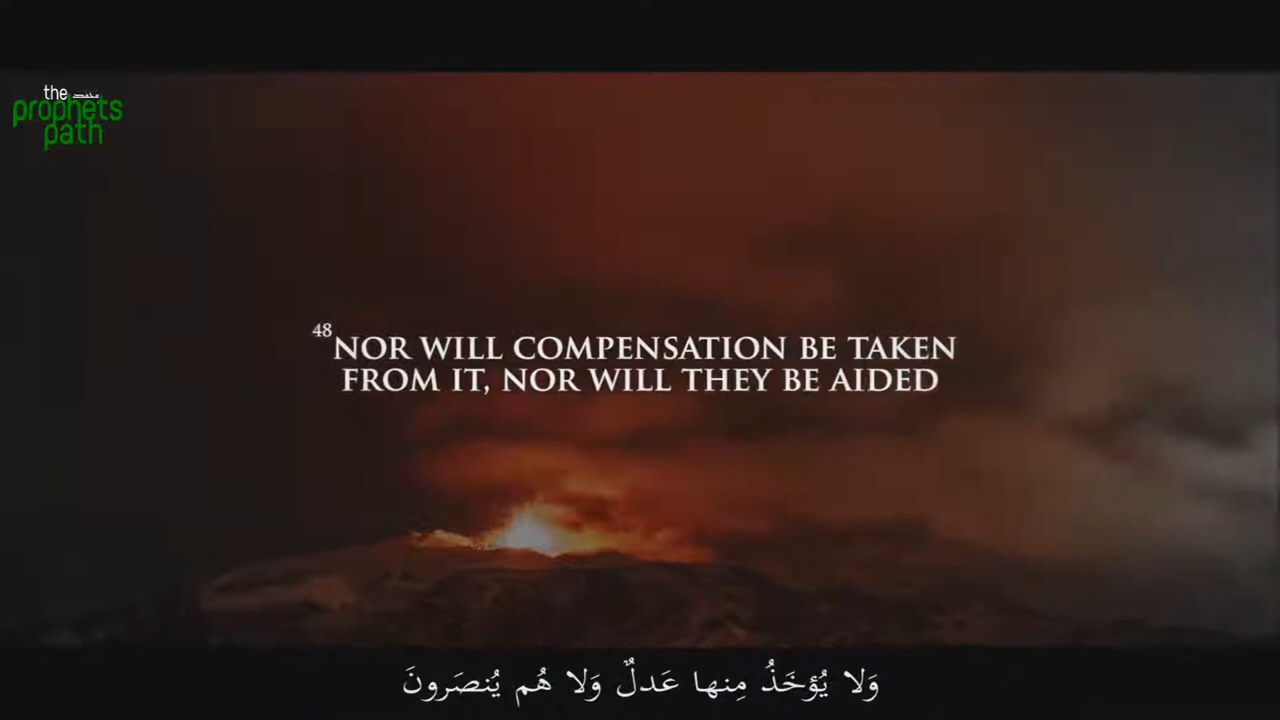 the محمد
prophets
path
48 NOR WILL COMPENSATION BE TAKEN
FROM IT, NOR WILL THEY BE AIDED
وَلا يُؤخَذُ مِنها عَدلٌ وَلا هُم يُنصَرونَ